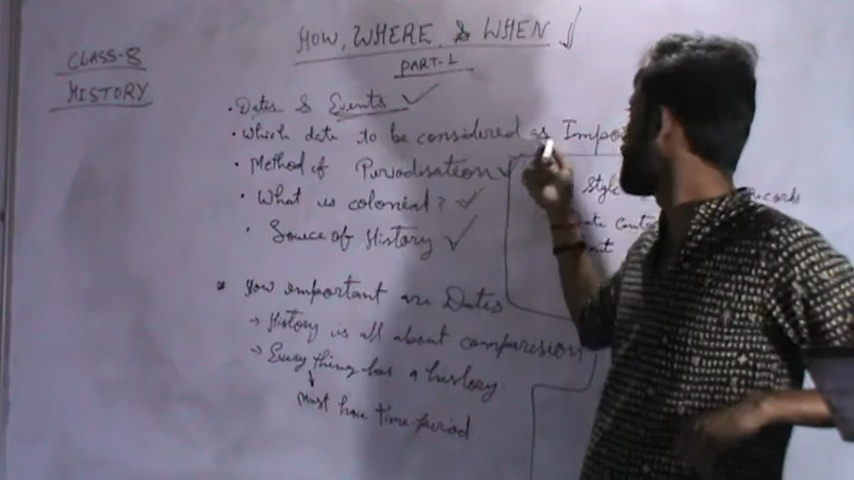 CLASS-8
HISTORY
HOW, WHERE & WHEN
PART-1
• Dates & Events
• Which date to be considered as Impo
• Method of Periodisation
• What is colonial?
• Source of History
Style Records
* How important are Dates
→ History is all about comparision
→ Every thing has a history
Must have time-period